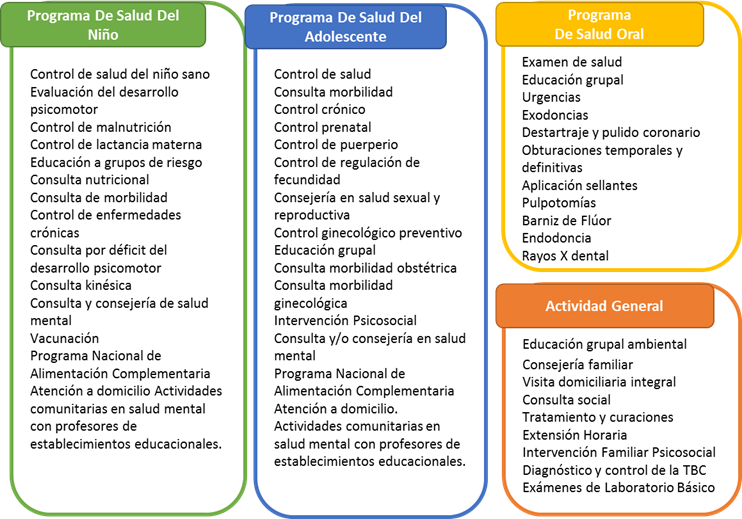 Programa De Salud Del
Niño
Control de salud del niño sano
Evaluación del desarrollo
psicomotor
Control de malnutrición
Control de lactancia materna
Educación a grupos de riesgo
Consulta nutricional
Consulta de morbilidad
Control de enfermedades
crónicas
Consulta por déficit del
desarrollo psicomotor
Consulta kinésica
Consulta y consejería de salud
mental
Vacunación
Programa Nacional de
Alimentación Complementaria
Atención a domicilio Actividades
comunitarias en salud mental
con profesores de
establecimientos educacionales.
Programa De Salud Del
Adolescente
Control de salud
Consulta morbilidad
Control crónico
Control prenatal
Control de puerperio
Control de regulación de
fecundidad
Consejería en salud sexual y
reproductiva
Control ginecológico preventivo
Educación grupal
Consulta morbilidad obstétrica
Consulta morbilidad
ginecológica
Intervención Psicosocial
Consulta y/o consejería en salud
mental
Programa Nacional de
Alimentación Complementaria
Atención a domicilio.
Actividades comunitarias en
salud mental con profesores de
establecimientos educacionales.
Programa
De Salud Oral
Examen de salud
Educación grupal
Urgencias
Exodoncias
Destartraje y pulido coronario
Obturaciones temporales y
definitivas
Aplicación sellantes
Pulpotomías
Barniz de Flúor
Endodoncia
Rayos X dental
Actividad General
Educación grupal ambiental
Consejería familiar
Visita domiciliaria integral
Consulta social
Tratamiento y curaciones
Extensión Horaria
Intervención Familiar Psicosocial
Diagnóstico y control de la TBC
Exámenes de Laboratorio Básico